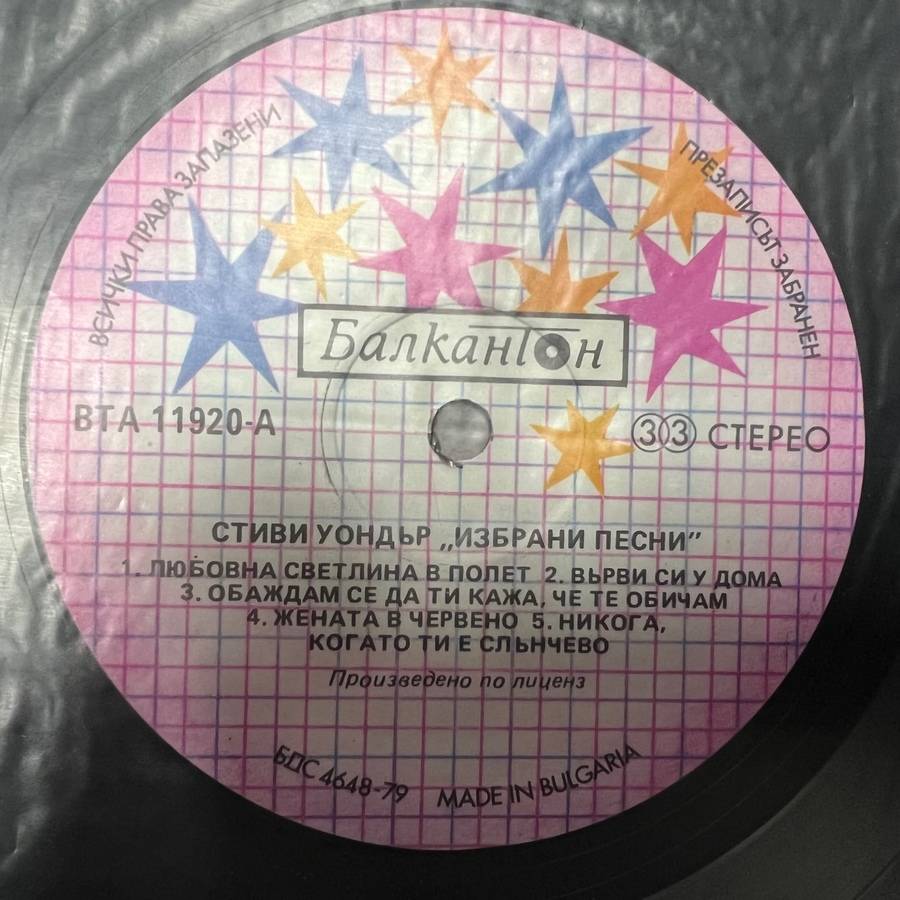 ВСИЧКИ ПРАВА ЗАПАЗЕНИ
ПРЕЗАПИСЪТ ЗАБРАНЕН
Балкантон
ВТА 11920-А
33 СТЕРЕО
СТИВИ УОНДЪР „ИЗБРАНИ ПЕСНИ”
1. ЛЮБОВНА СВЕТЛИНА В ПОЛЕТ 2. ВЪРВИ СИ У ДОМА
3. ОБАЖДАМ СЕ ДА ТИ КАЖА, ЧЕ ТЕ ОБИЧАМ
4. ЖЕНАТА В ЧЕРВЕНО 5. НИКОГА,
КОГАТО ТИ Е СЛЪНЧЕВО
Произведено по лиценз
БДС 4648-79 MADE IN BULGARIA